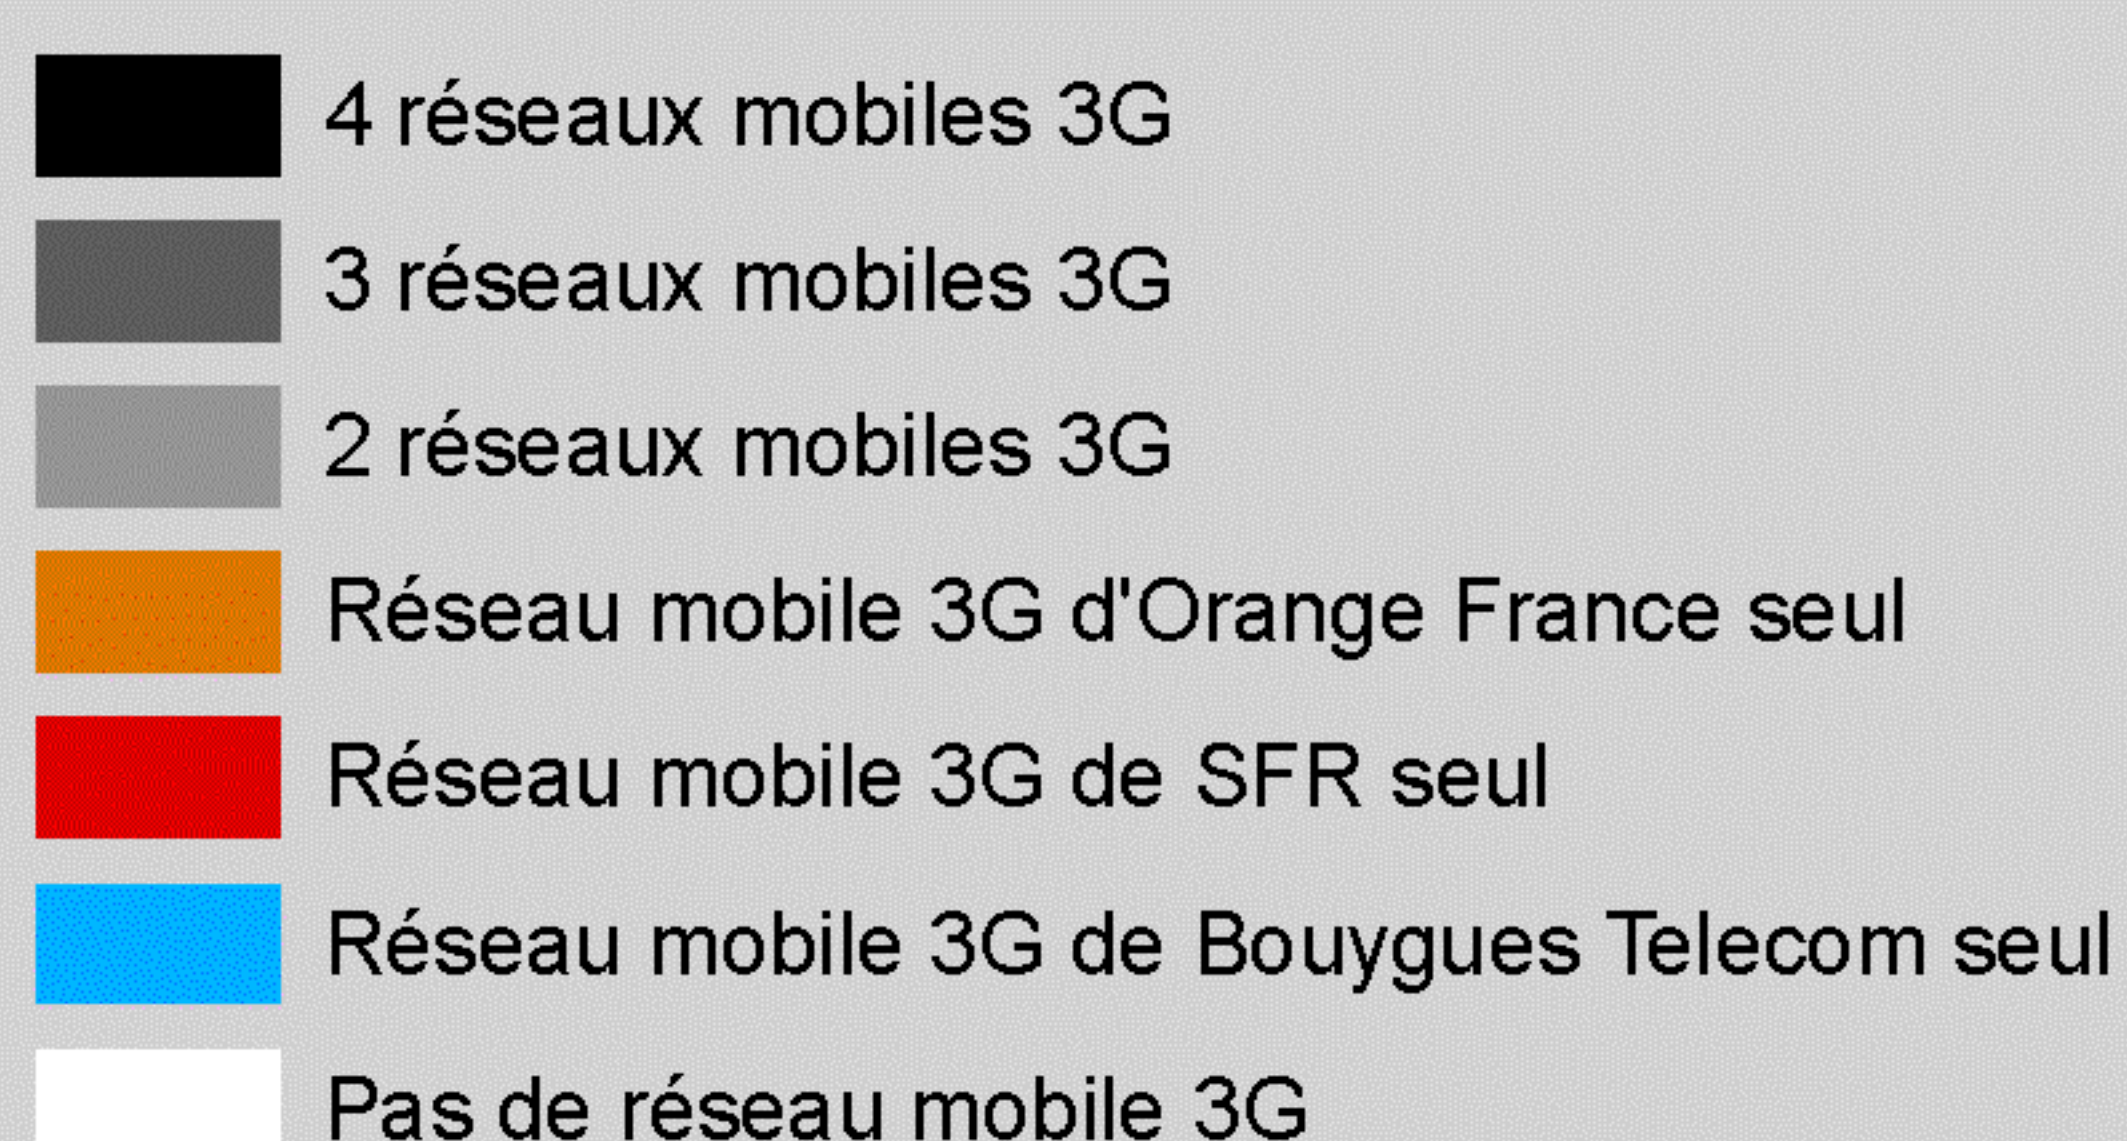 4 réseaux mobiles 3G
3 réseaux mobiles 3G
2 réseaux mobiles 3G
Réseau mobile 3G d'Orange France seul
Réseau mobile 3G de SFR seul
Réseau mobile 3G de Bouygues Telecom seul
Pas de réseau mobile 3G